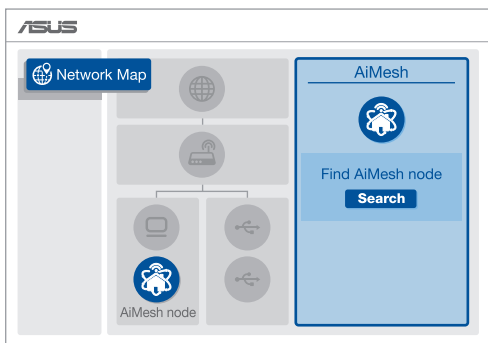 ASUS
Network Map
AiMesh
Find AiMesh node
Search
AiMesh node